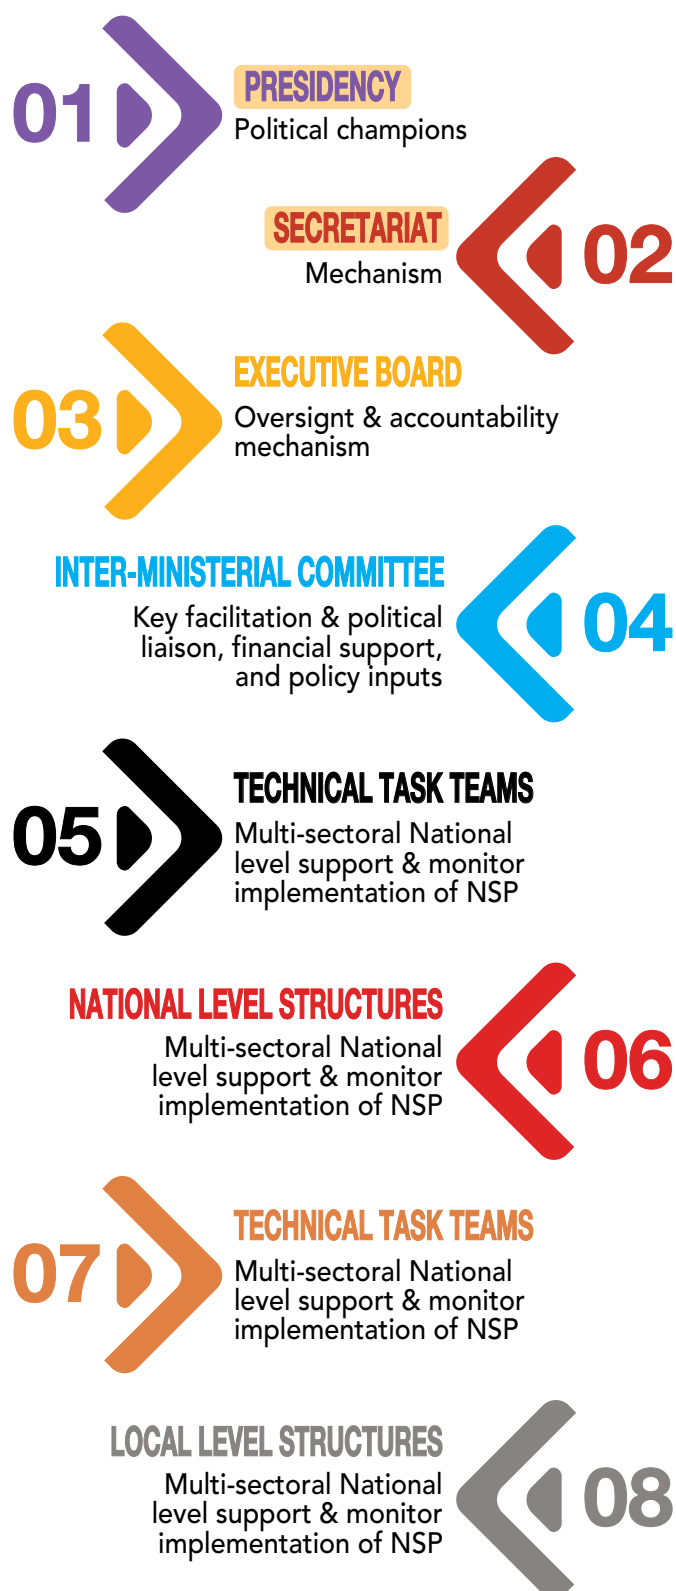 01
PRESIDENCY
Political champions
SECRETARIAT
Mechanism
02
03
EXECUTIVE BOARD
Oversignt & accountability
mechanism
INTER-MINISTERIAL COMMITTEE
Key facilitation & political
liaison, financial support,
and policy inputs
04
05
TECHNICAL TASK TEAMS
Multi-sectoral National
level support & monitor
implementation of NSP
NATIONAL LEVEL STRUCTURES
Multi-sectoral National
level support & monitor
implementation of NSP
06
07
TECHNICAL TASK TEAMS
Multi-sectoral National
level support & monitor
implementation of NSP
LOCAL LEVEL STRUCTURES
Multi-sectoral National
level support & monitor
implementation of NSP
08